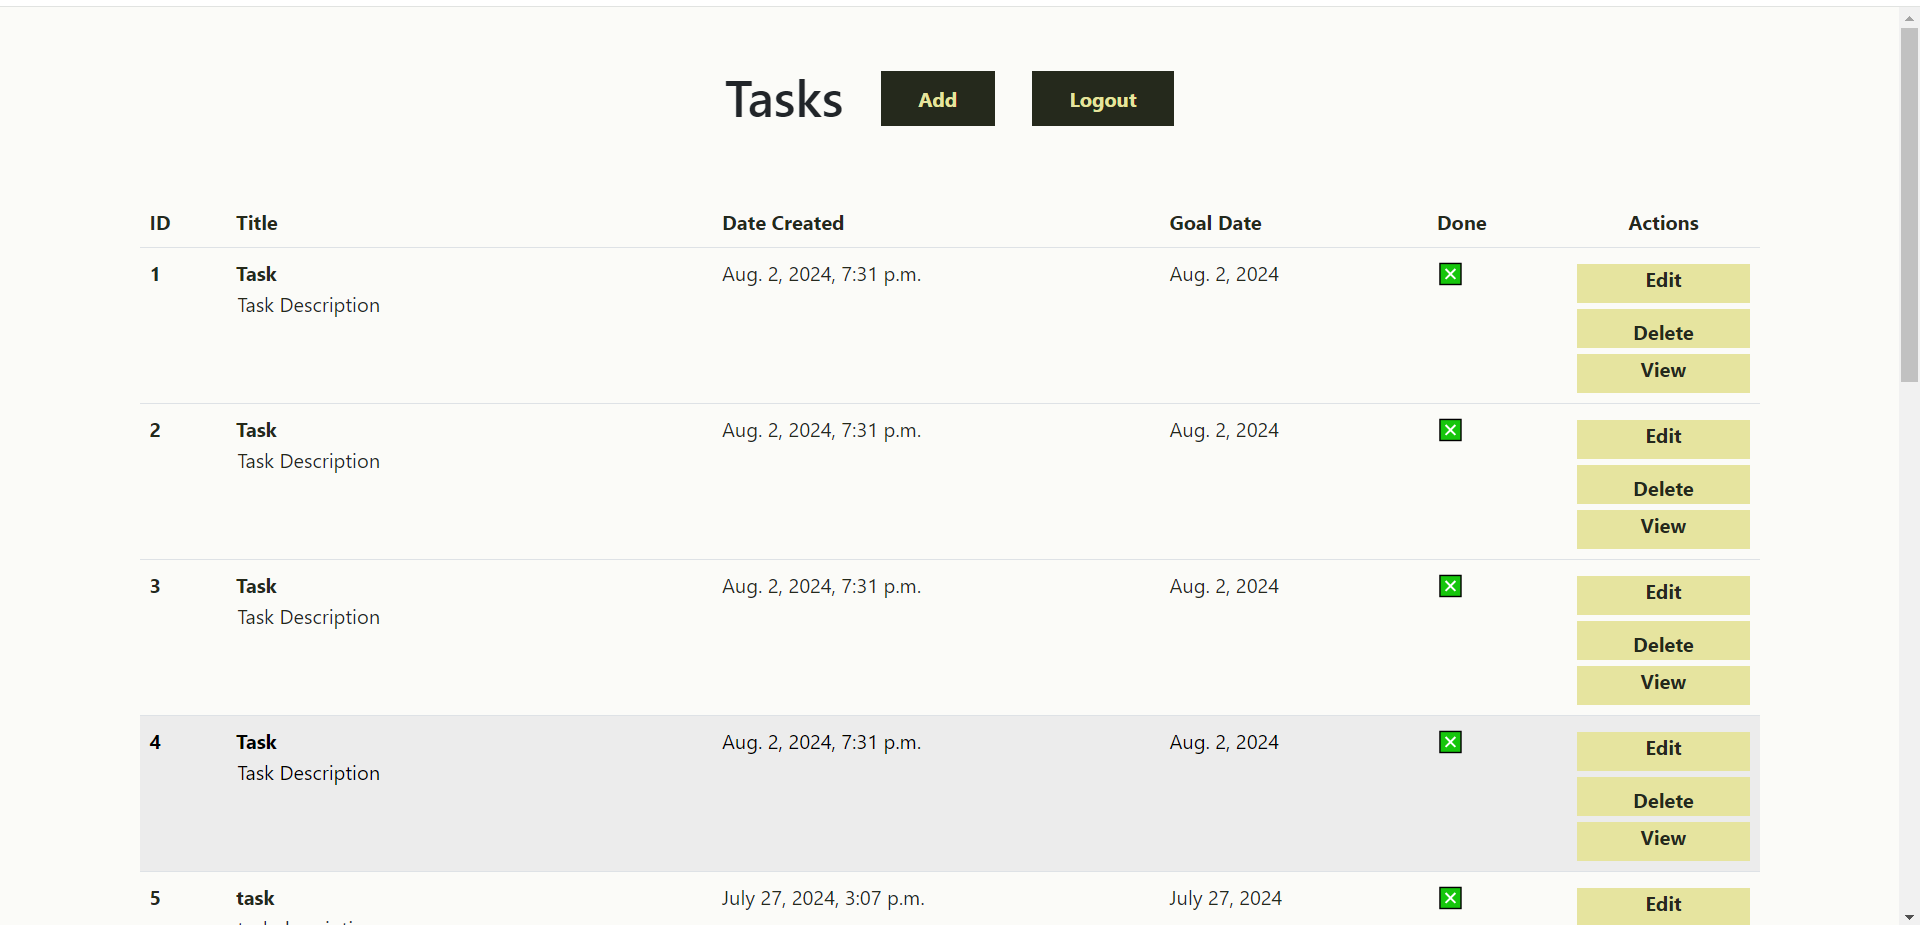 Tasks Add Logout
ID Title Date Created Goal Date Done Actions
1 Task Aug. 2, 2024, 7:31 p.m. Aug. 2, 2024 Edit
Task Description
Delete
View
2 Task Aug. 2, 2024, 7:31 p.m. Aug. 2, 2024 Edit
Task Description
Delete
View
3 Task Aug. 2, 2024, 7:31 p.m. Aug. 2, 2024 Edit
Task Description
Delete
View
4 Task Aug. 2, 2024, 7:31 p.m. Aug. 2, 2024 Edit
Task Description
Delete
View
5 task July 27, 2024, 3:07 p.m. July 27, 2024 Edit